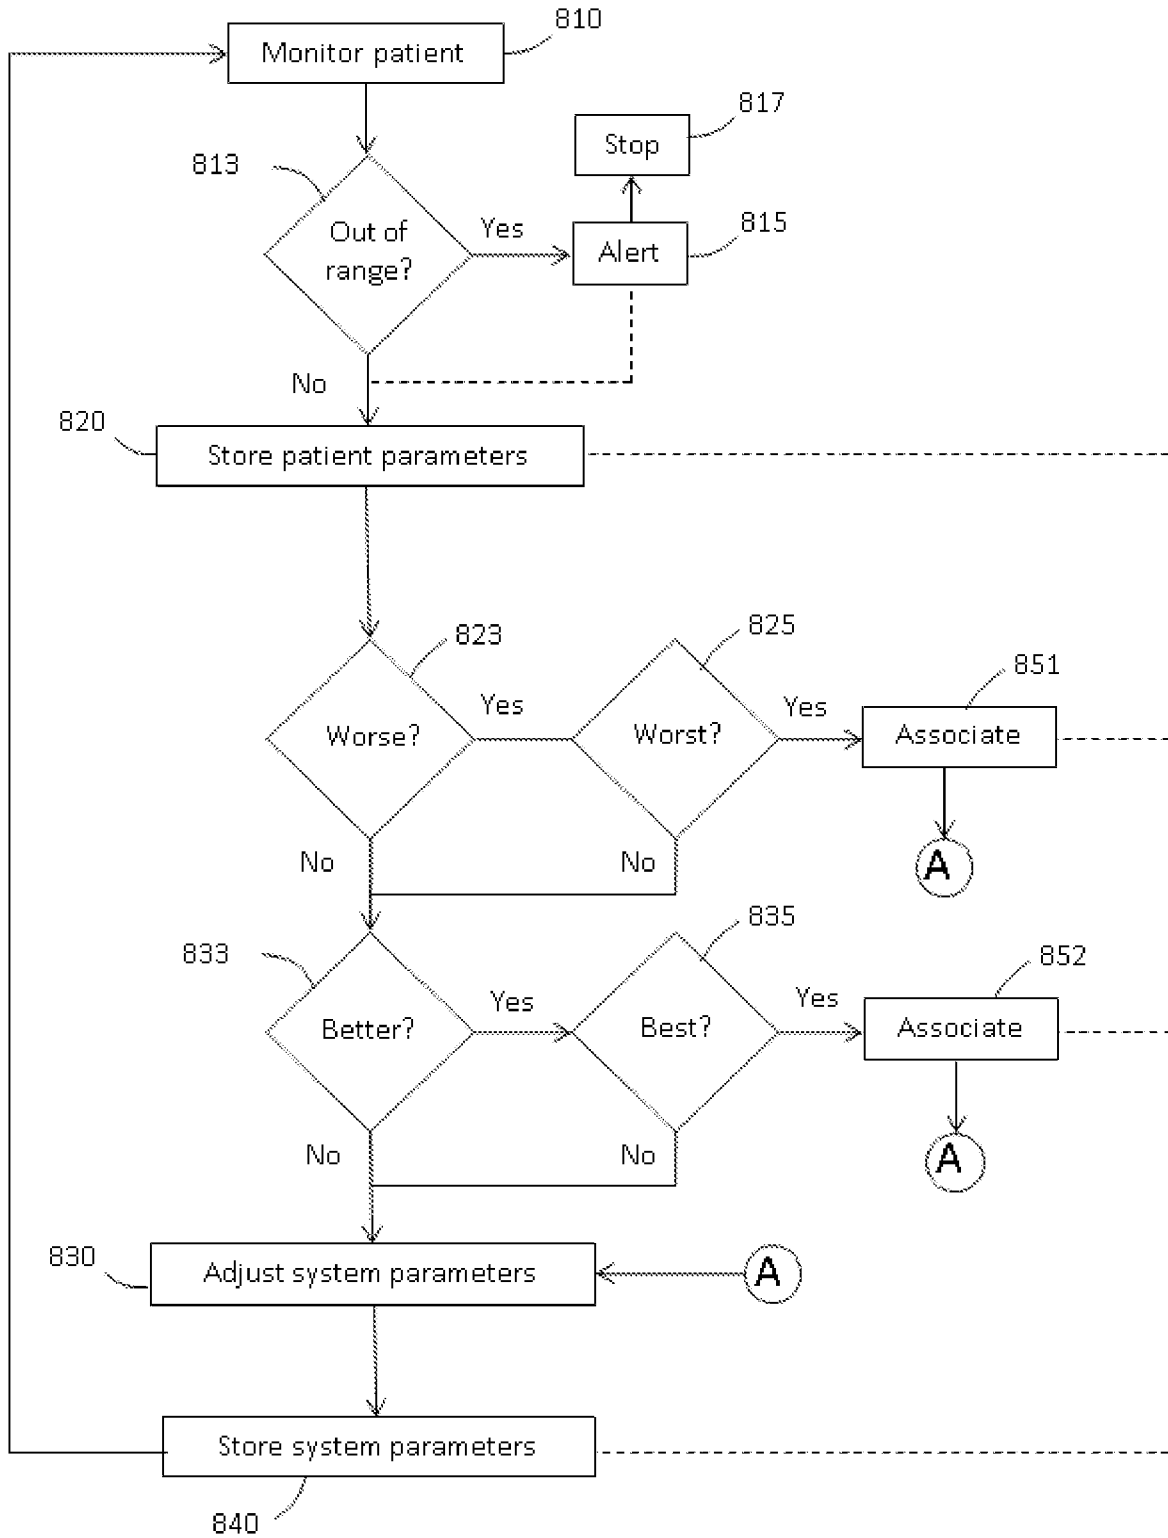 810
Monitor patient
817
Stop
813
Out of
range?
Yes
815
Alert
No
820
Store patient parameters
823
Worse?
Yes
825
Worst?
Yes
851
Associate
No
No
A
833
Better?
Yes
835
Best?
Yes
852
Associate
No
No
A
830
Adjust system parameters
A
Store system parameters
840